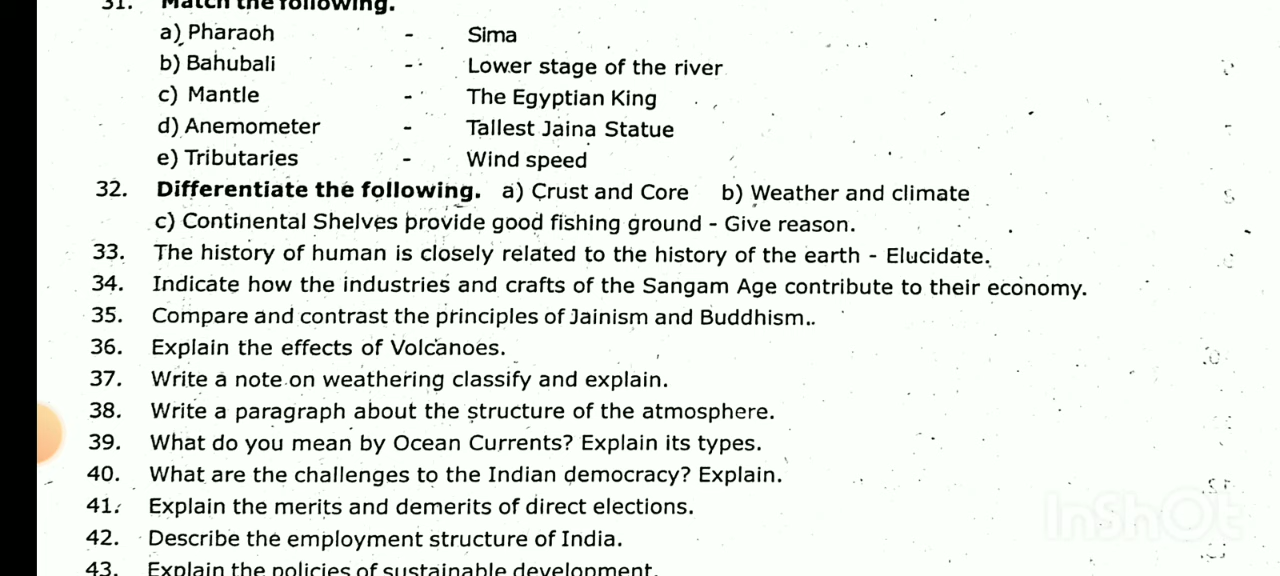 31. Match the following.
a) Pharaoh - Sima
b) Bahubali - Lower stage of the river
c) Mantle - The Egyptian King
d) Anemometer - Tallest Jaina Statue
e) Tributaries - Wind speed
32. Differentiate the following. a) Crust and Core b) Weather and climate
c) Continental Shelves provide good fishing ground - Give reason.
33. The history of human is closely related to the history of the earth - Elucidate.
34. Indicate how the industries and crafts of the Sangam Age contribute to their economy.
35. Compare and contrast the principles of Jainism and Buddhism..
36. Explain the effects of Volcanoes.
37. Write a note on weathering classify and explain.
38. Write a paragraph about the structure of the atmosphere.
39. What do you mean by Ocean Currents? Explain its types.
40. What are the challenges to the Indian democracy? Explain.
41. Explain the merits and demerits of direct elections.
InShOt
42. Describe the employment structure of India.
43. Explain the policies of sustainable development.